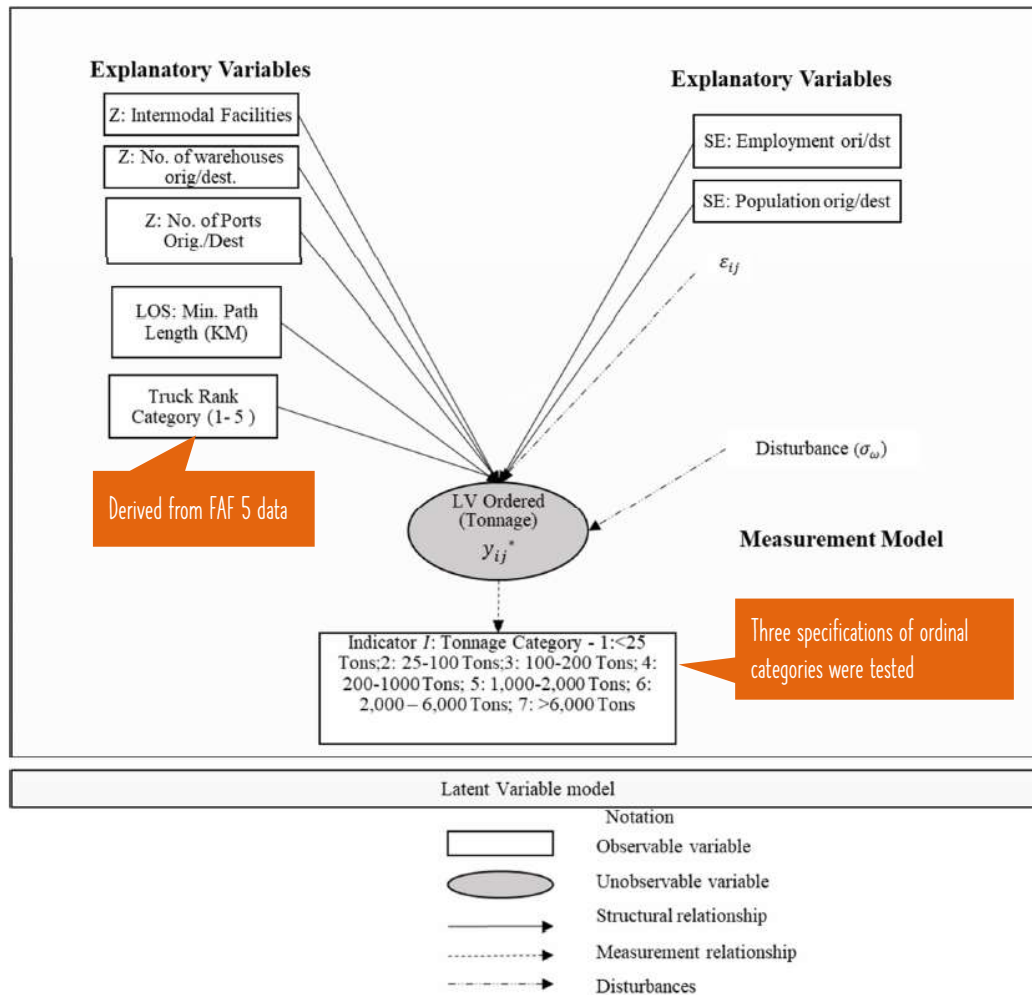 Explanatory Variables
Z: Intermodal Facilities
Z: No. of warehouses
orig/dest.
Z: No. of Ports
Orig./Dest
LOS: Min. Path
Length (KM)
Truck Rank
Category (1- 5 )
Derived from FAF 5 data
Explanatory Variables
SE: Employment ori/dst
SE: Population orig/dest
εij
Disturbance (σω)
LV Ordered
(Tonnage)
yij*
Measurement Model
Indicator I: Tonnage Category - 1:<25
Tons;2: 25-100 Tons;3: 100-200 Tons; 4:
200-1000 Tons; 5: 1,000-2,000 Tons; 6:
2,000 – 6,000 Tons; 7: >6,000 Tons
Three specifications of ordinal
categories were tested
Latent Variable model
Notation
Observable variable
Unobservable variable
Structural relationship
Measurement relationship
Disturbances